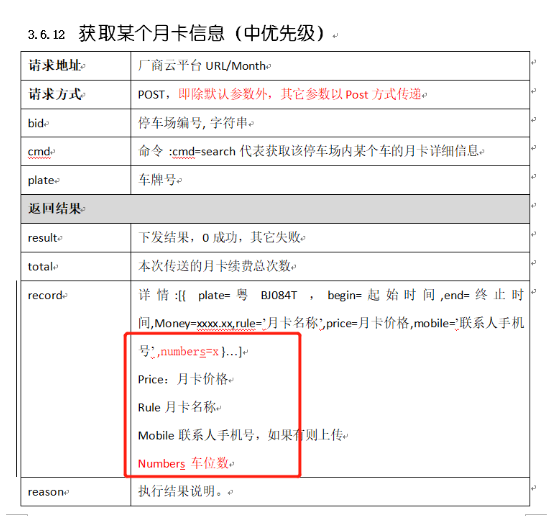 3.6.12 获取某个月卡信息（中优先级）
请求地址 厂商云平台 URL/Month
请求方式 POST，即除默认参数外，其它参数以 Post 方式传递
bid 停车场编号, 字符串
cmd 命令 :cmd=search 代表获取该停车场内某个车的月卡详细信息
plate 车牌号
返回结果
result 下发结果，0 成功，其它失败
total 本次传送的月卡续费总次数
record 详情:[{ plate= 粤 BJ084T ，begin= 起始时间,end= 终止时
间,Money=xxxx.xx,rule='月卡名称',price=月卡价格,mobile='联系人手机
号',numbers=x }...]
Price：月卡价格
Rule 月卡名称
Mobile 联系人手机号，如果有则上传
Numbers 车位数
reason 执行结果说明。